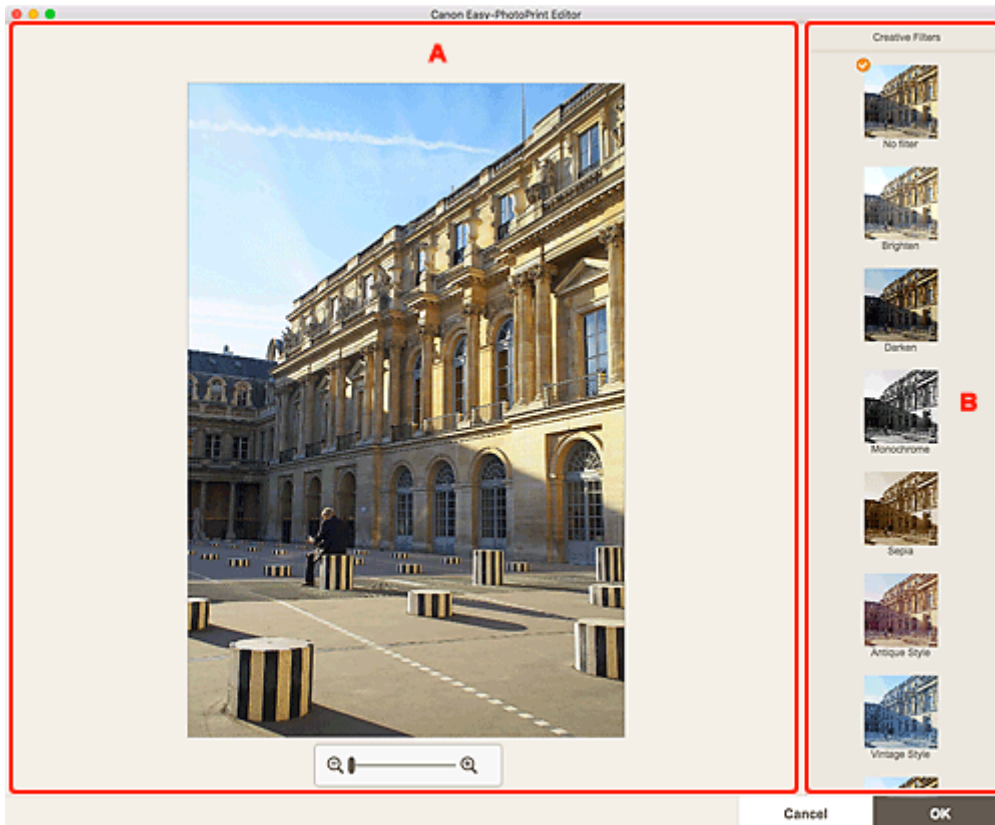 Canon Easy-PhotoPrint Editor
A
Creative Filters
No filter
Brighten
Darken
Monochrome
B
Sepia
Antique Style
Vintage Style
Cancel
OK